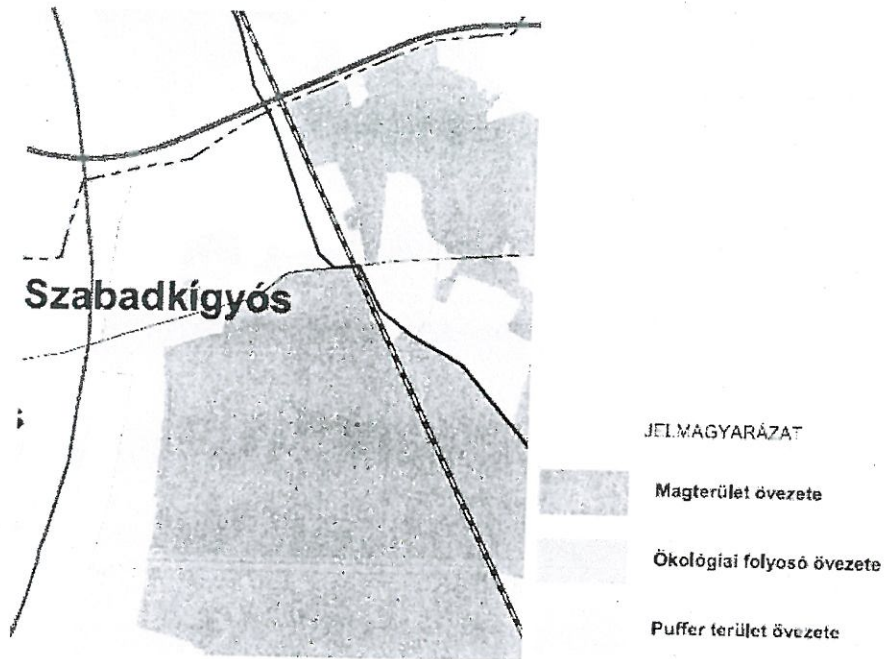 Szabadkígyós
JELMAGYARÁZAT
Magterület övezete
Ökológiai folyosó övezete
Puffer terület övezete